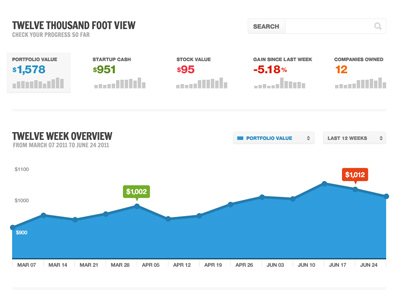 TWELVE THOUSAND FOOT VIEW
CHECK YOUR PROGRESS SO FAR
SEARCH
PORTFOLIO VALUE
$1,578
STARTUP CASH
$951
STOCK VALUE
$95
GAIN SINCE LAST WEEK
-5.18%
COMPANIES OWNED
12
TWELVE WEEK OVERVIEW
FROM MARCH 07 2011 TO JUNE 24 2011
PORTFOLIO VALUE
LAST 12 WEEKS
$1100
$1000
$900
$1,002
$1,012
MAR 07 MAR 14 MAR 21 MAR 28 APR 05 APR 12 APR 19 APR 26 JUN 03 JUN 10 JUN 17 JUN 24